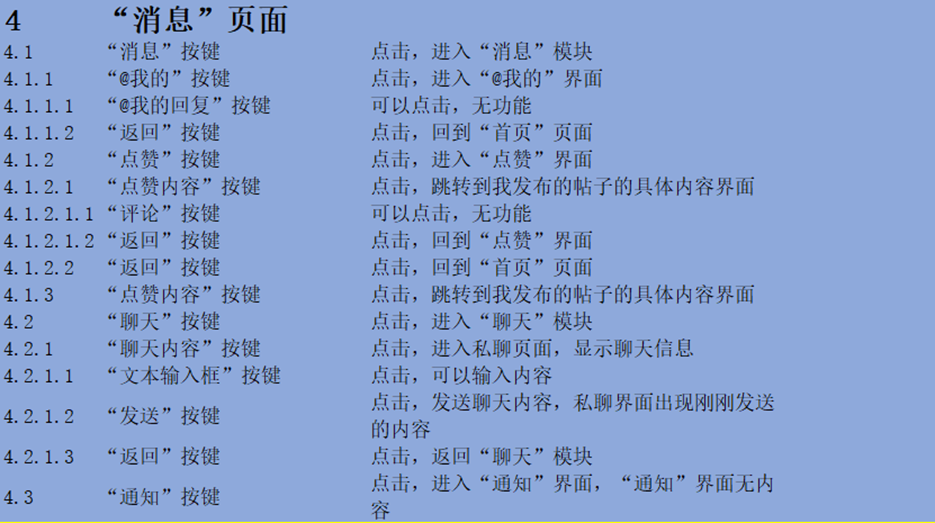 4 “消息”页面
4.1 “消息”按键 点击，进入“消息”模块
4.1.1 “@我的”按键 点击，进入“@我的”界面
4.1.1.1 “@我的回复”按键 可以点击，无功能
4.1.1.2 “返回”按键 点击，回到“首页”页面
4.1.2 “点赞”按键 点击，进入“点赞”界面
4.1.2.1 “点赞内容”按键 点击，跳转到我发布的帖子的具体内容界面
4.1.2.1.1 “评论”按键 可以点击，无功能
4.1.2.1.2 “返回”按键 点击，回到“点赞”界面
4.1.2.2 “返回”按键 点击，回到“首页”页面
4.1.3 “点赞内容”按键 点击，跳转到我发布的帖子的具体内容界面
4.2 “聊天”按键 点击，进入“聊天”模块
4.2.1 “聊天内容”按键 点击，进入私聊页面，显示聊天信息
4.2.1.1 “文本输入框”按键 点击，可以输入内容
4.2.1.2 “发送”按键 点击，发送聊天内容，私聊界面出现刚刚发送
的内容
4.2.1.3 “返回”按键 点击，返回“聊天”模块
4.3 “通知”按键 点击，进入“通知”界面，“通知”界面无内
容